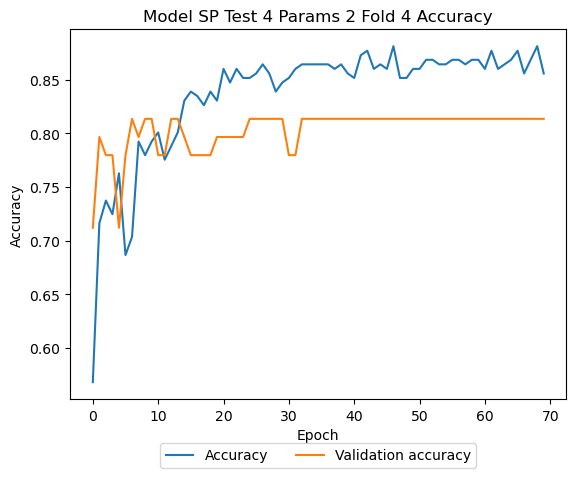 Model SP Test 4 Params 2 Fold 4 Accuracy
Accuracy
0.85
0.80
0.75
0.70
0.65
0.60
0 10 20 30 40 50 60 70
Epoch
Accuracy Validation accuracy